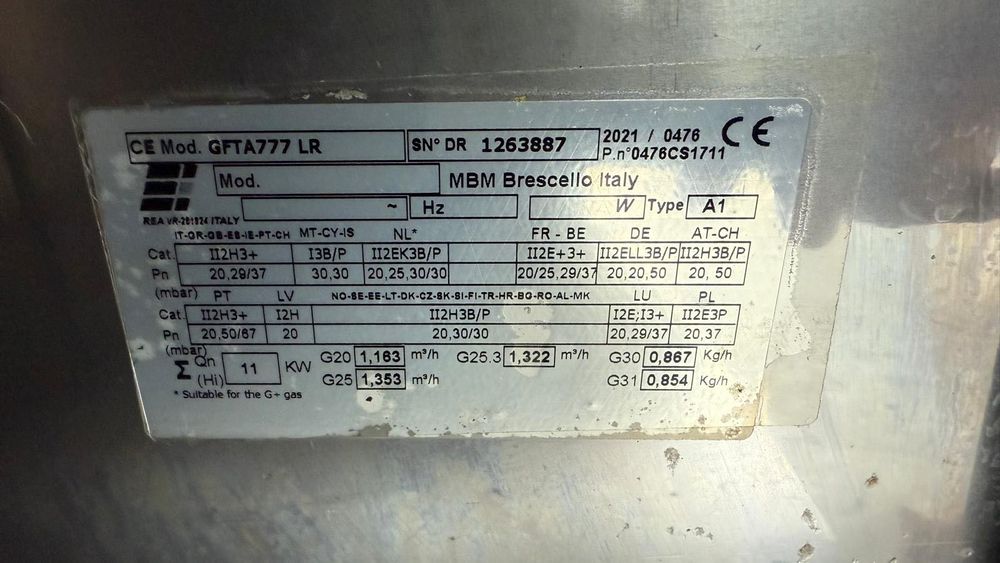 CE Mod. GFTA777 LR SN° DR 1263887 2021 / 0476 CE
P.n°0476CS1711
Mod. MBM Brescello Italy
REA VR-261824 ITALY ~ Hz W Type A1
IT-GR-GB-ES-IE-PT-CH MT-CY-IS NL* FR - BE DE AT-CH
Cat. II2H3+ I3B/P II2EK3B/P II2E+3+ II2ELL3B/P II2H3B/P
Pn 20,29/37 30,30 20,25,30/30 20/25,29/37 20,20,50 20, 50
(mbar) PT LV NO-SE-EE-LT-DK-CZ-SK-SI-FI-TR-HR-BG-RO-AL-MK LU PL
Cat. II2H3+ I2H II2H3B/P I2E;I3+ II2E3P
Pn 20,50/67 20 20,30/30 20,29/37 20,37
(mbar)
Σ Qn (Hi) 11 KW G20 1,163 m³/h G25.3 1,322 m³/h G30 0,867 Kg/h
G25 1,353 m³/h G31 0,854 Kg/h
* Suitable for the G+ gas